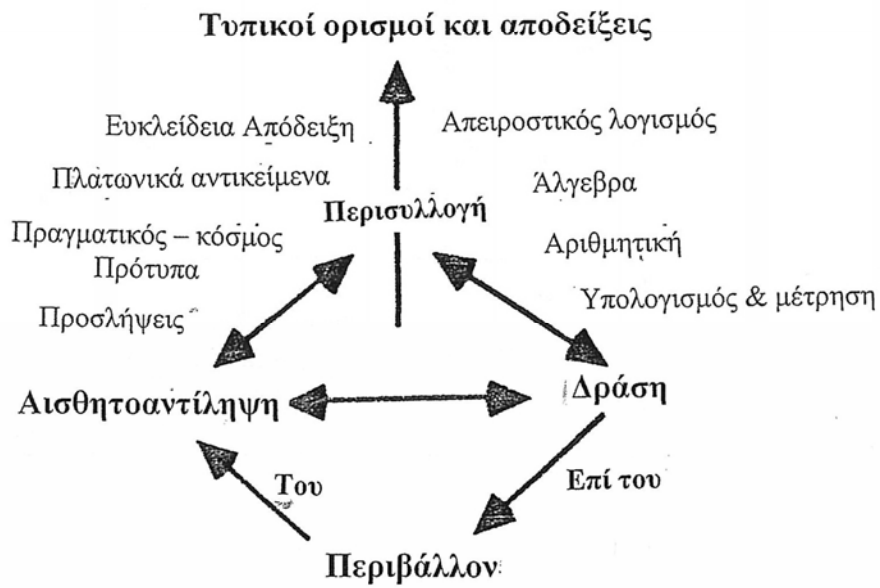 Τυπικοί ορισμοί και αποδείξεις
Ευκλείδεια Απόδειξη
Απειροστικός λογισμός
Πλατωνικά αντικείμενα
Άλγεβρα
Περισυλλογή
Πραγματικός – κόσμος
Πρότυπα
Αριθμητική
Προσλήψεις
Υπολογισμός & μέτρηση
Αισθητοαντίληψη
Δράση
Του
Επί του
Περιβάλλον